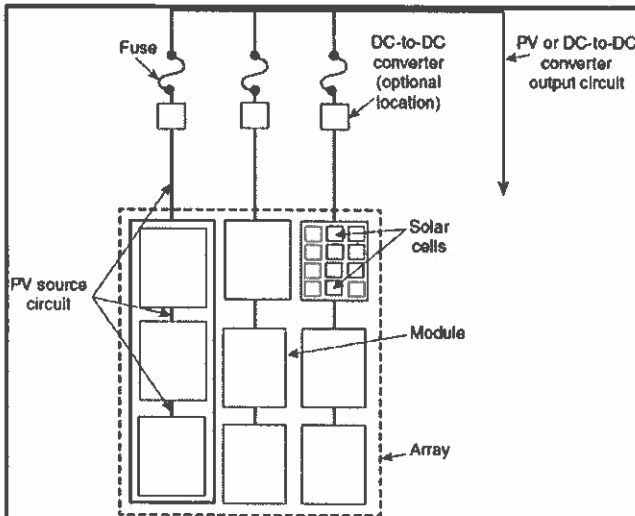 Fuse
DC-to-DC
converter
(optional
location)
PV or DC-to-DC
converter
output circuit
Solar
cells
PV source
circuit
Module
Array